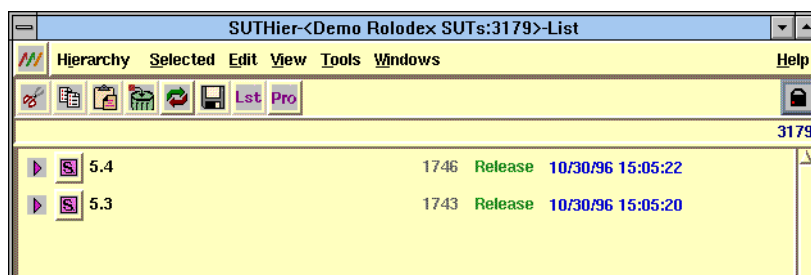 SUTHier-<Demo Rolodex SUTs:3179>-List
Hierarchy Selected Edit View Tools Windows Help
Lst Pro
3179
S 5.4 1746 Release 10/30/96 15:05:22
S 5.3 1743 Release 10/30/96 15:05:20